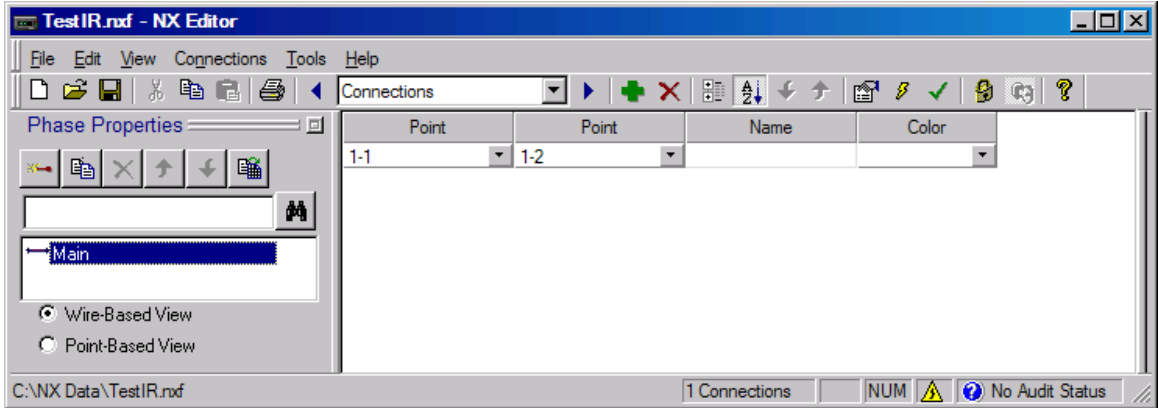 TestIR.nxf - NX Editor
File Edit View Connections Tools Help
Connections
Phase Properties
Point Point Name Color
1-1 1-2
Main
Wire-Based View
Point-Based View
C:\NX Data\TestIR.nxf 1 Connections NUM No Audit Status